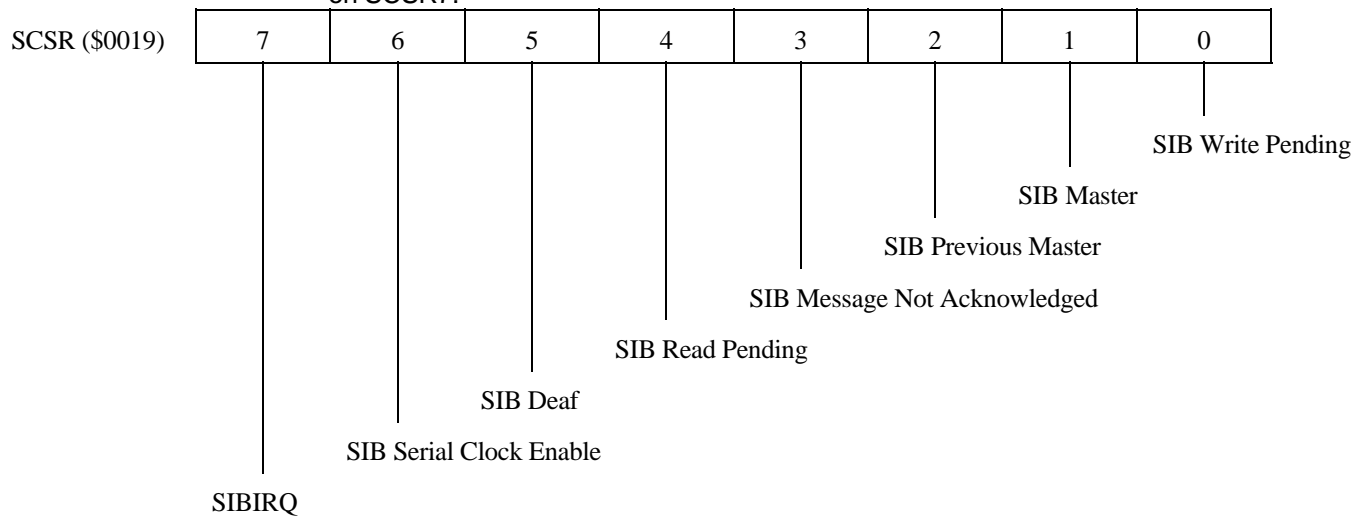 SCSR ($0019) 7 6 5 4 3 2 1 0
SIB Write Pending
SIB Master
SIB Previous Master
SIB Message Not Acknowledged
SIB Read Pending
SIB Deaf
SIB Serial Clock Enable
SIBIRQ